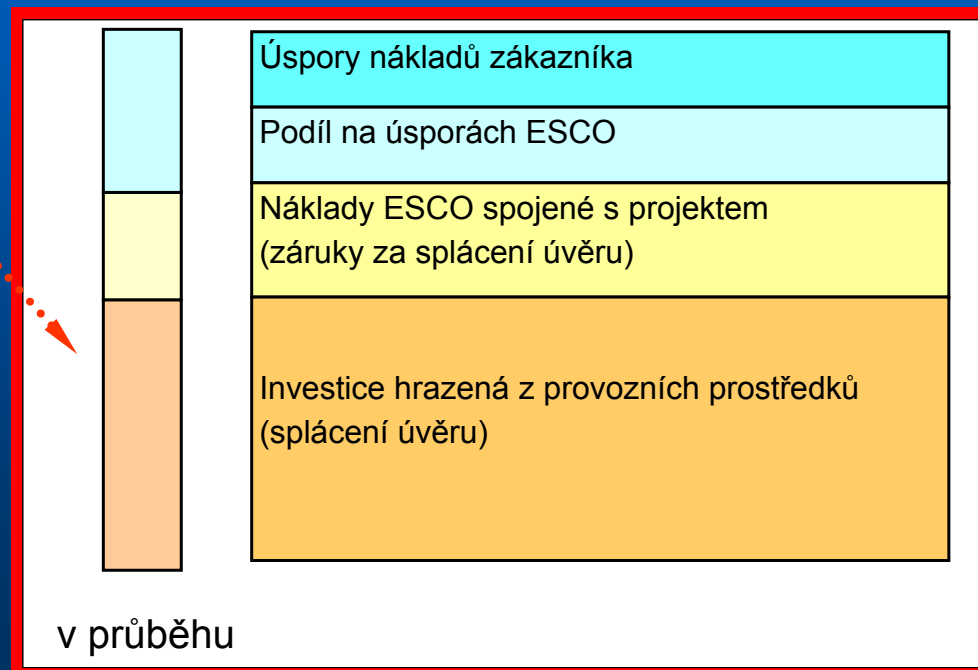 Úspory nákladů zákazníka
Podíl na úsporách ESCO
Náklady ESCO spojené s projektem
(záruky za splácení úvěru)
Investice hrazená z provozních prostředků
(splácení úvěru)
v průběhu